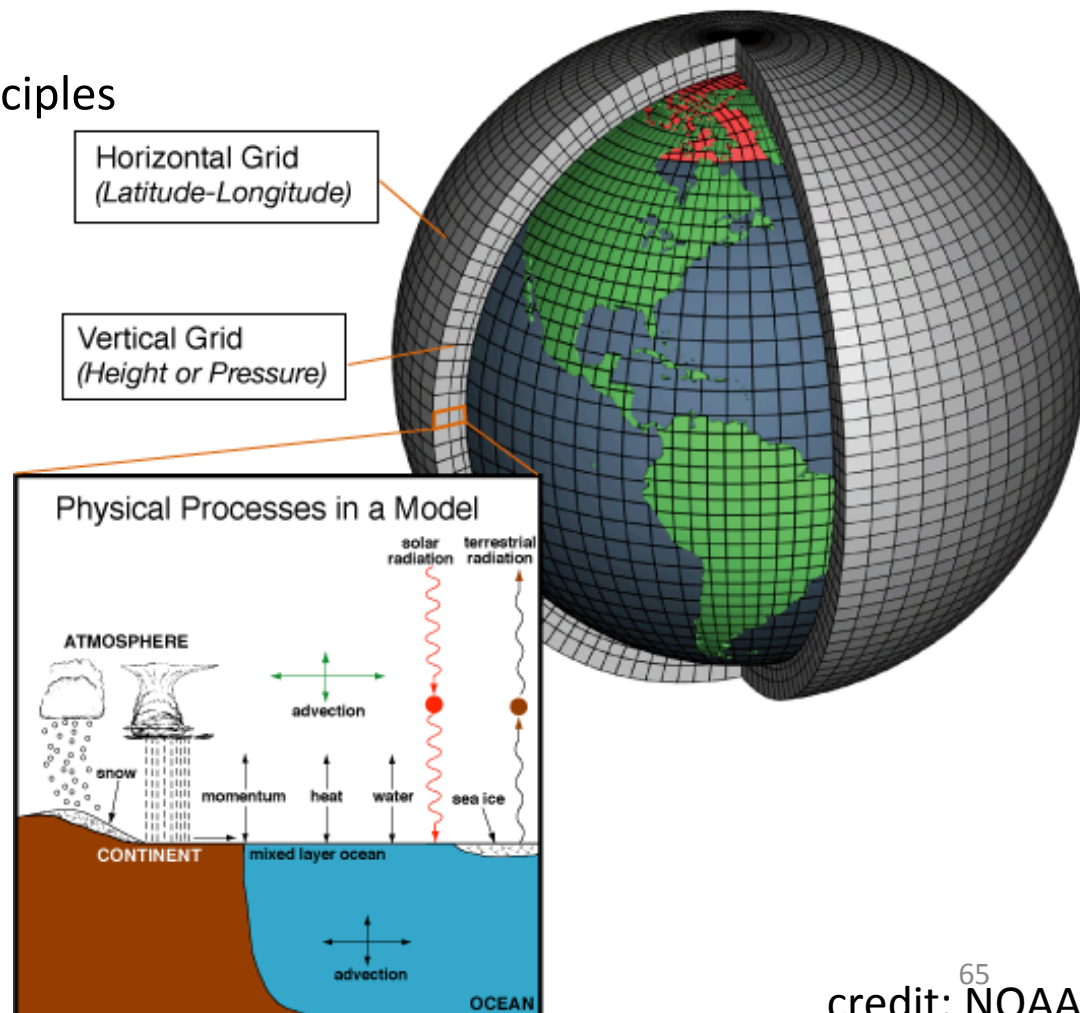 ciples
Horizontal Grid
(Latitude-Longitude)
Vertical Grid
(Height or Pressure)
Physical Processes in a Model
solar
radiation
terrestrial
radiation
ATMOSPHERE
advection
snow
momentum
heat
water
sea ice
CONTINENT
mixed layer ocean
advection
OCEAN
65
credit: NOAA